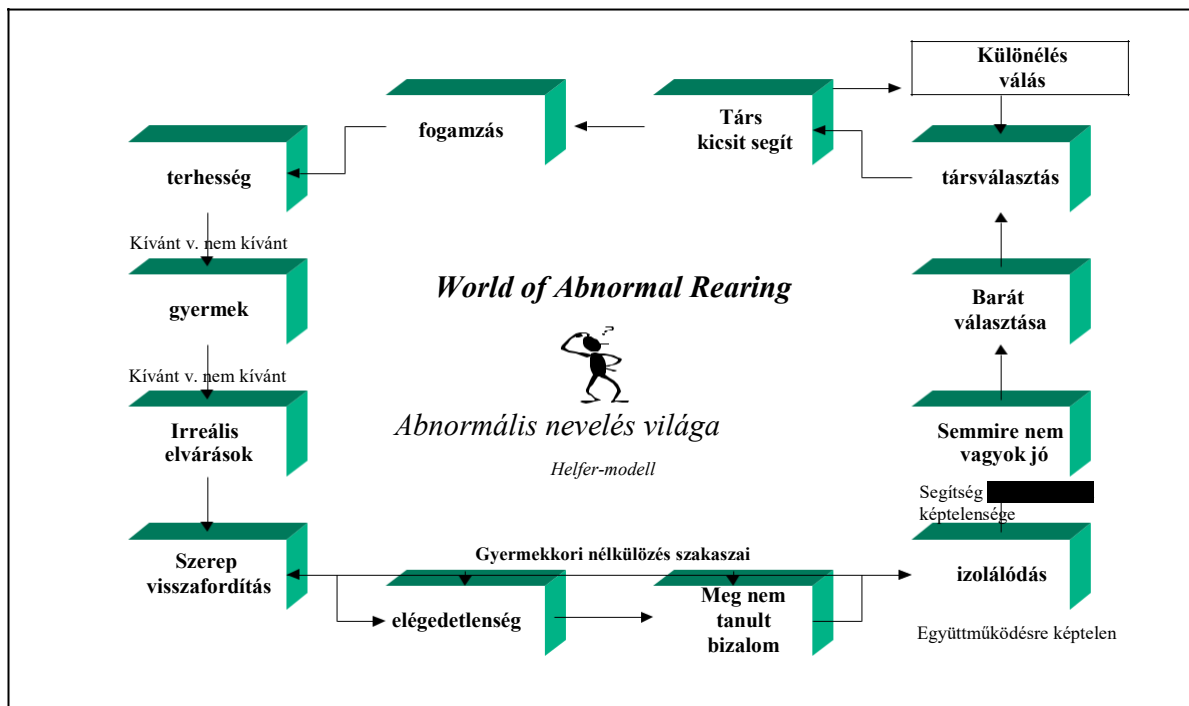 Különélés
válás
fogamzás
Társ
kicsit segít
terhesség
társválasztás
Kívánt v. nem kívánt
gyermek
World of Abnormal Rearing
Barát
választása
Kívánt v. nem kívánt
?
Irreális
elvárások
Abnormális nevelés világa
Helfer-modell
Semmire nem
vagyok jó
Segítség
képtelensége
Szerep
visszafordítás
Gyermekkori nélkülözés szakaszai
elégedetlenség
Meg nem
tanult
bizalom
izolálódás
Együttműködésre képtelen